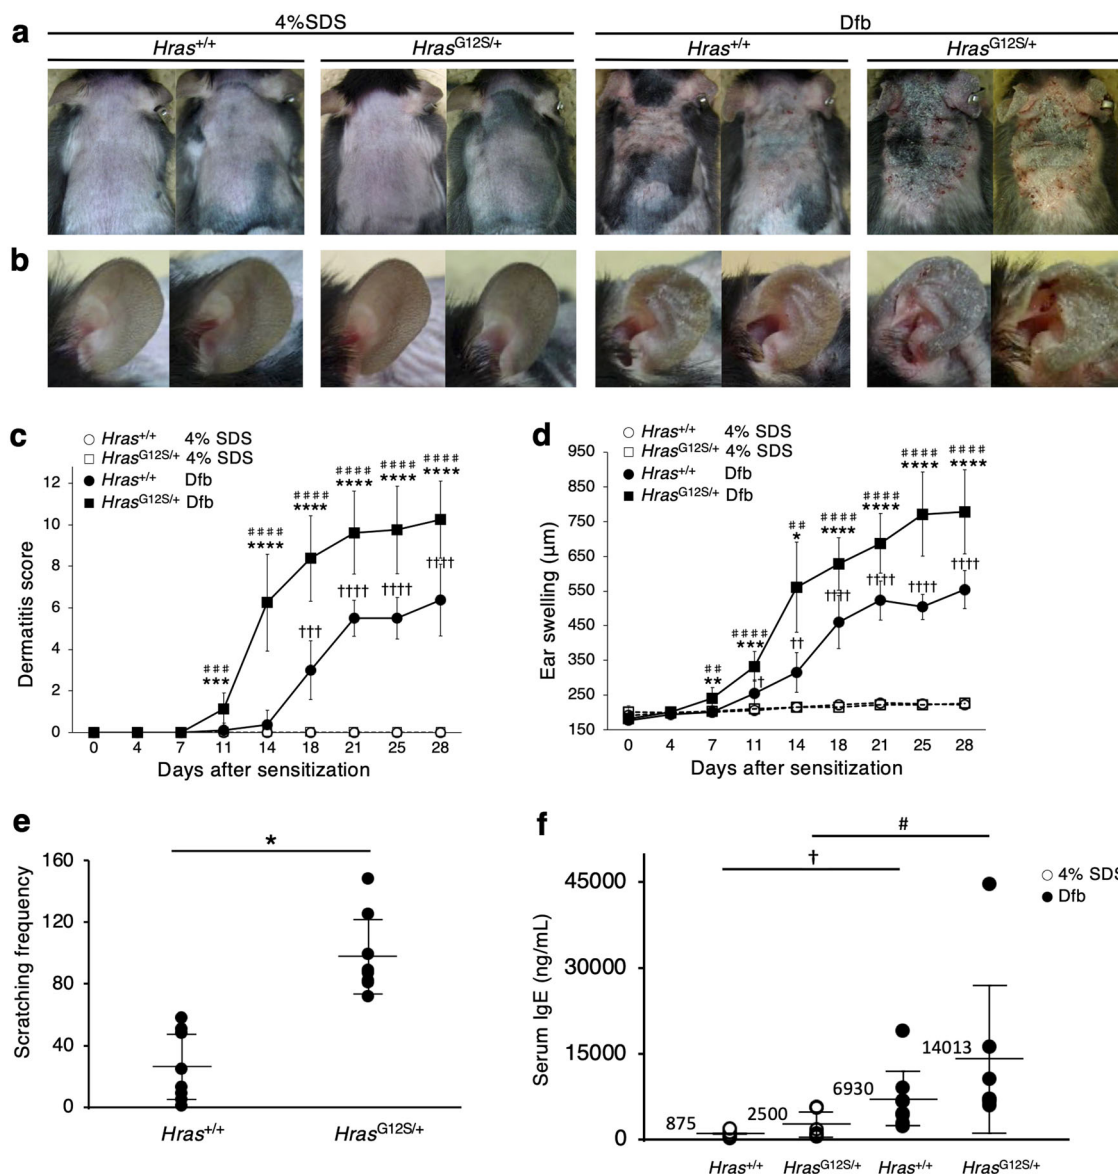 a
4%SDS
Dfb
Hras+/+
HrasG12S/+
Hras+/+
HrasG12S/+
b
c
Hras+/+ 4% SDS
HrasG12S/+ 4% SDS
Hras+/+ Dfb
HrasG12S/+ Dfb
Dermatitis score
12
10
8
6
4
2
0
###
***
####
****
####
****
####
****
####
****
####
****
†††
††††
††††
††††
0 4 7 11 14 18 21 25 28
Days after sensitization
d
Hras+/+ 4% SDS
HrasG12S/+ 4% SDS
Hras+/+ Dfb
HrasG12S/+ Dfb
Ear swelling (µm)
950
850
750
650
550
450
350
250
150
##
**
####
***
##
*
####
****
####
****
####
****
####
****
††
††
††††
††††
††††
††††
0 4 7 11 14 18 21 25 28
Days after sensitization
e
*
Scratching frequency
160
120
80
40
0
Hras+/+
HrasG12S/+
f
#
†
4% SDS
Dfb
Serum IgE (ng/mL)
45000
30000
15000
0
875
2500
6930
14013
Hras+/+
HrasG12S/+
Hras+/+
HrasG12S/+